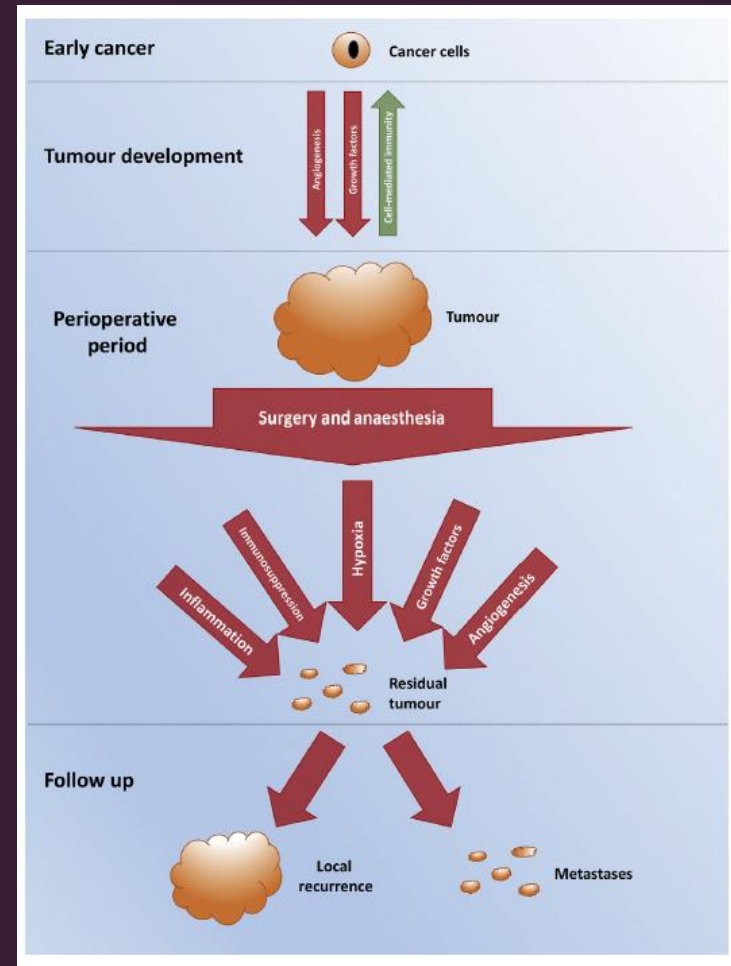 Early cancer
Cancer cells
Tumour development
Angiogenesis
Growth factors
Cell-mediated immunity
Perioperative
period
Tumour
Surgery and anaesthesia
Inflammation
Immunosuppression
Hypoxia
Growth factors
Angiogenesis
Residual
tumour
Follow up
Local
recurrence
Metastases